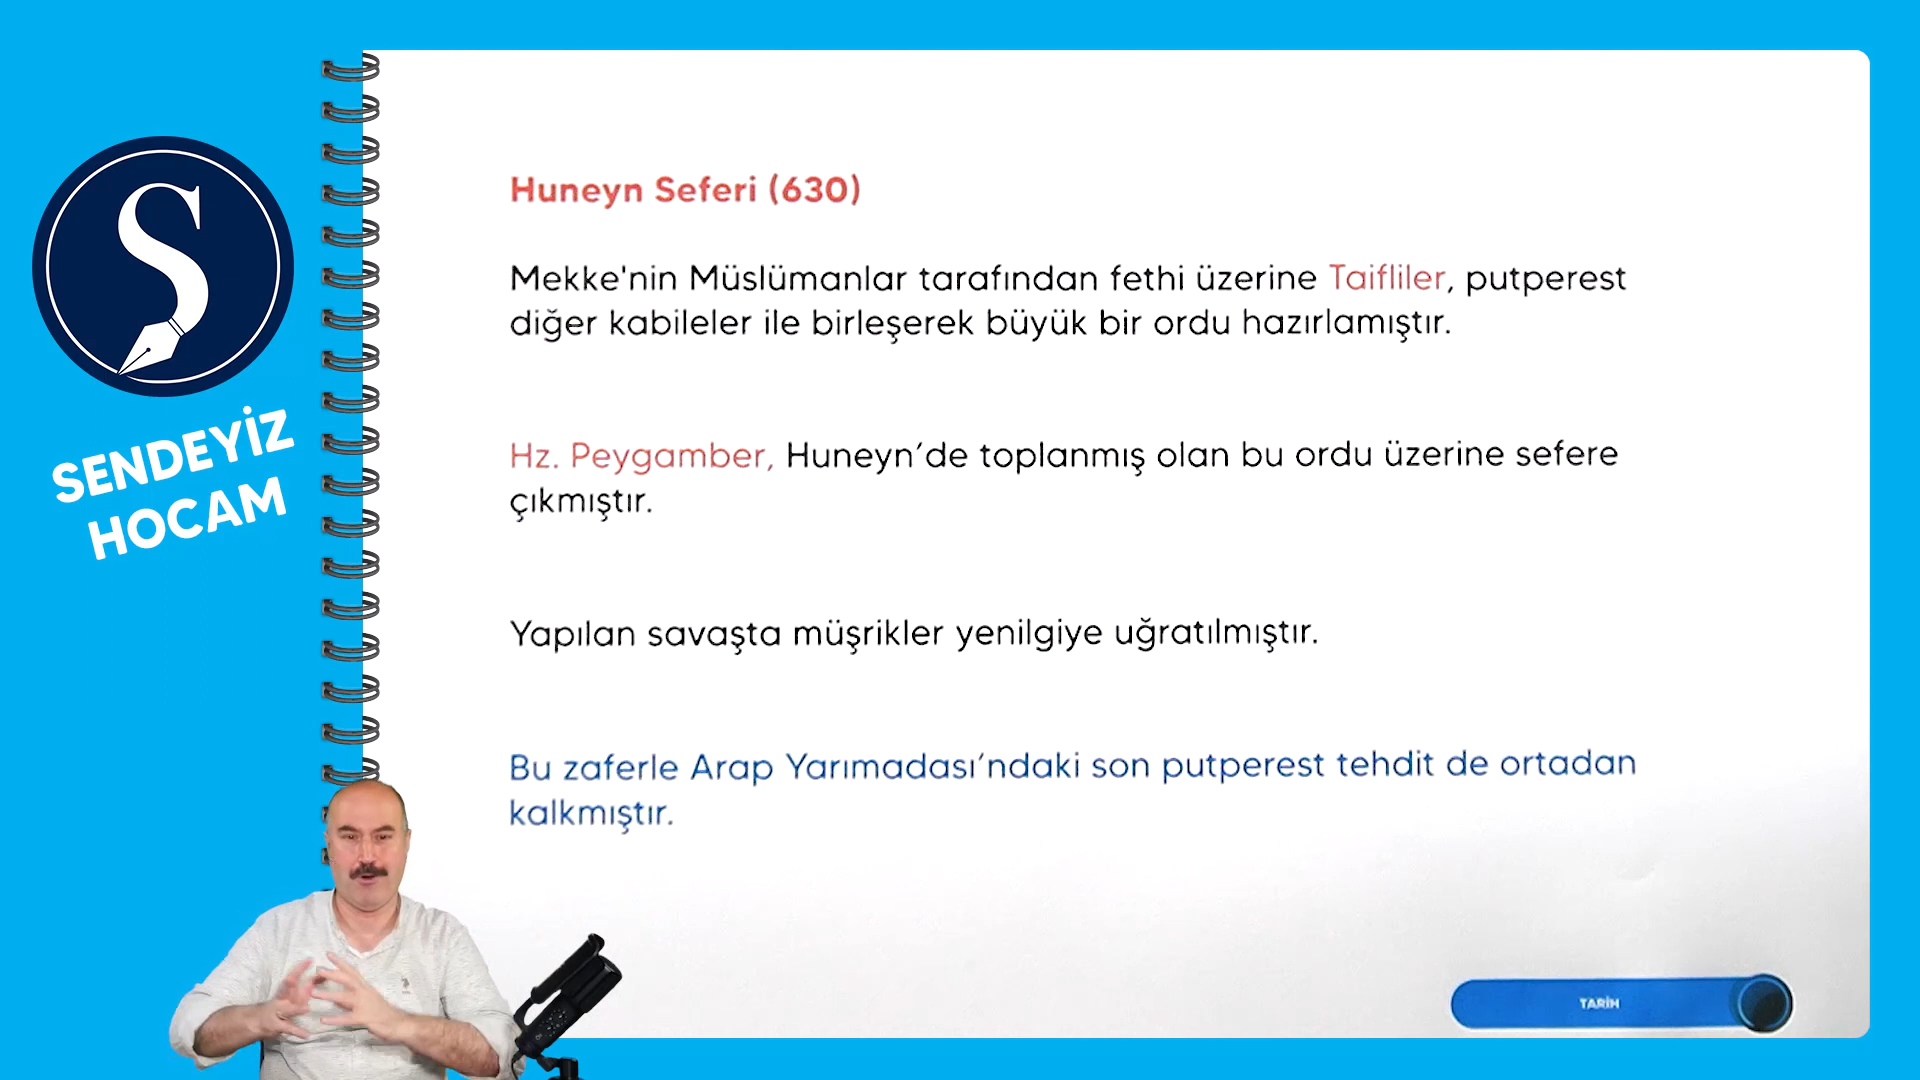 S
SENDEYİZ
HOCAM
Huneyn Seferi (630)
Mekke'nin Müslümanlar tarafından fethi üzerine Taifliler, putperest
diğer kabileler ile birleşerek büyük bir ordu hazırlamıştır.
Hz. Peygamber, Huneyn’de toplanmış olan bu ordu üzerine sefere
çıkmıştır.
Yapılan savaşta müşrikler yenilgiye uğratılmıştır.
Bu zaferle Arap Yarımadası’ndaki son putperest tehdit de ortadan
kalkmıştır.
TARİH